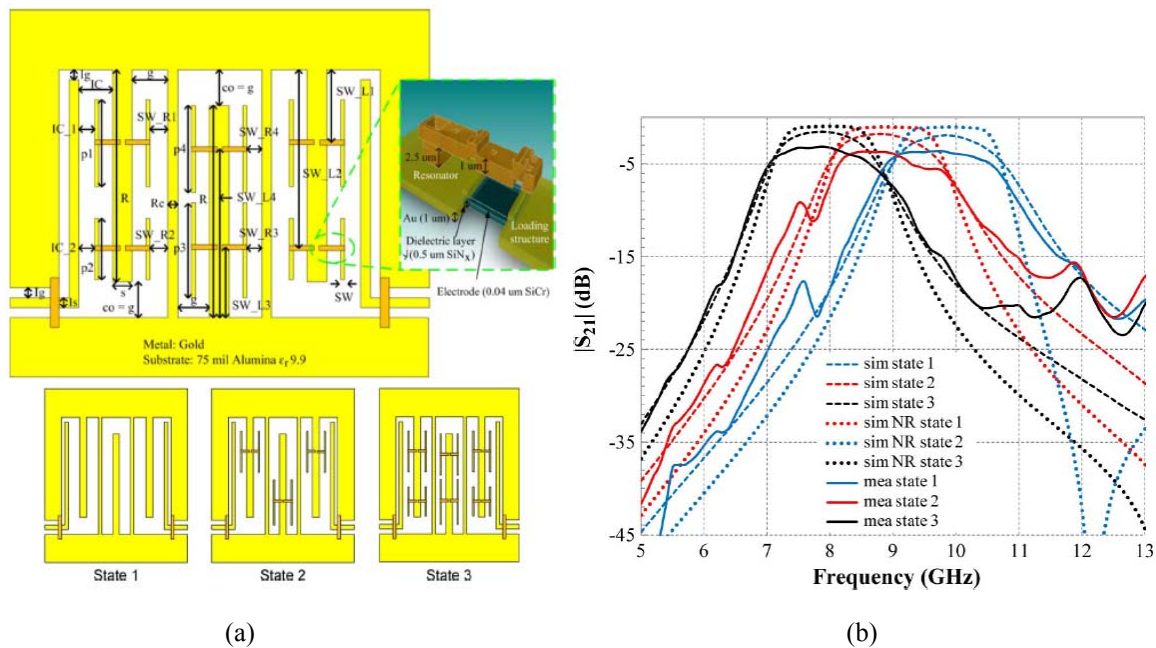 Ig
IC
g
co = g
SW_L1
IC_1
SW_R1
p1
p4
SW_R4
SW_L2
R
Rc
R
SW_L4
IC_2
SW_R2
p2
p3
SW_R3
SW_L3
Ig
Is
s
co = g
g
SW
2.5 um
Resonator
1 um
Au (1 um)
Dielectric layer
(0.5 um SiNx)
Loading
structure
Electrode (0.04 um SiCr)
Metal: Gold
Substrate: 75 mil Alumina εr 9.9
State 1
State 2
State 3
(a)
|S21| (dB)
-5
-15
-25
-35
-45
sim state 1
sim state 2
sim state 3
sim NR state 1
sim NR state 2
sim NR state 3
mea state 1
mea state 2
mea state 3
5 6 7 8 9 10 11 12 13
Frequency (GHz)
(b)